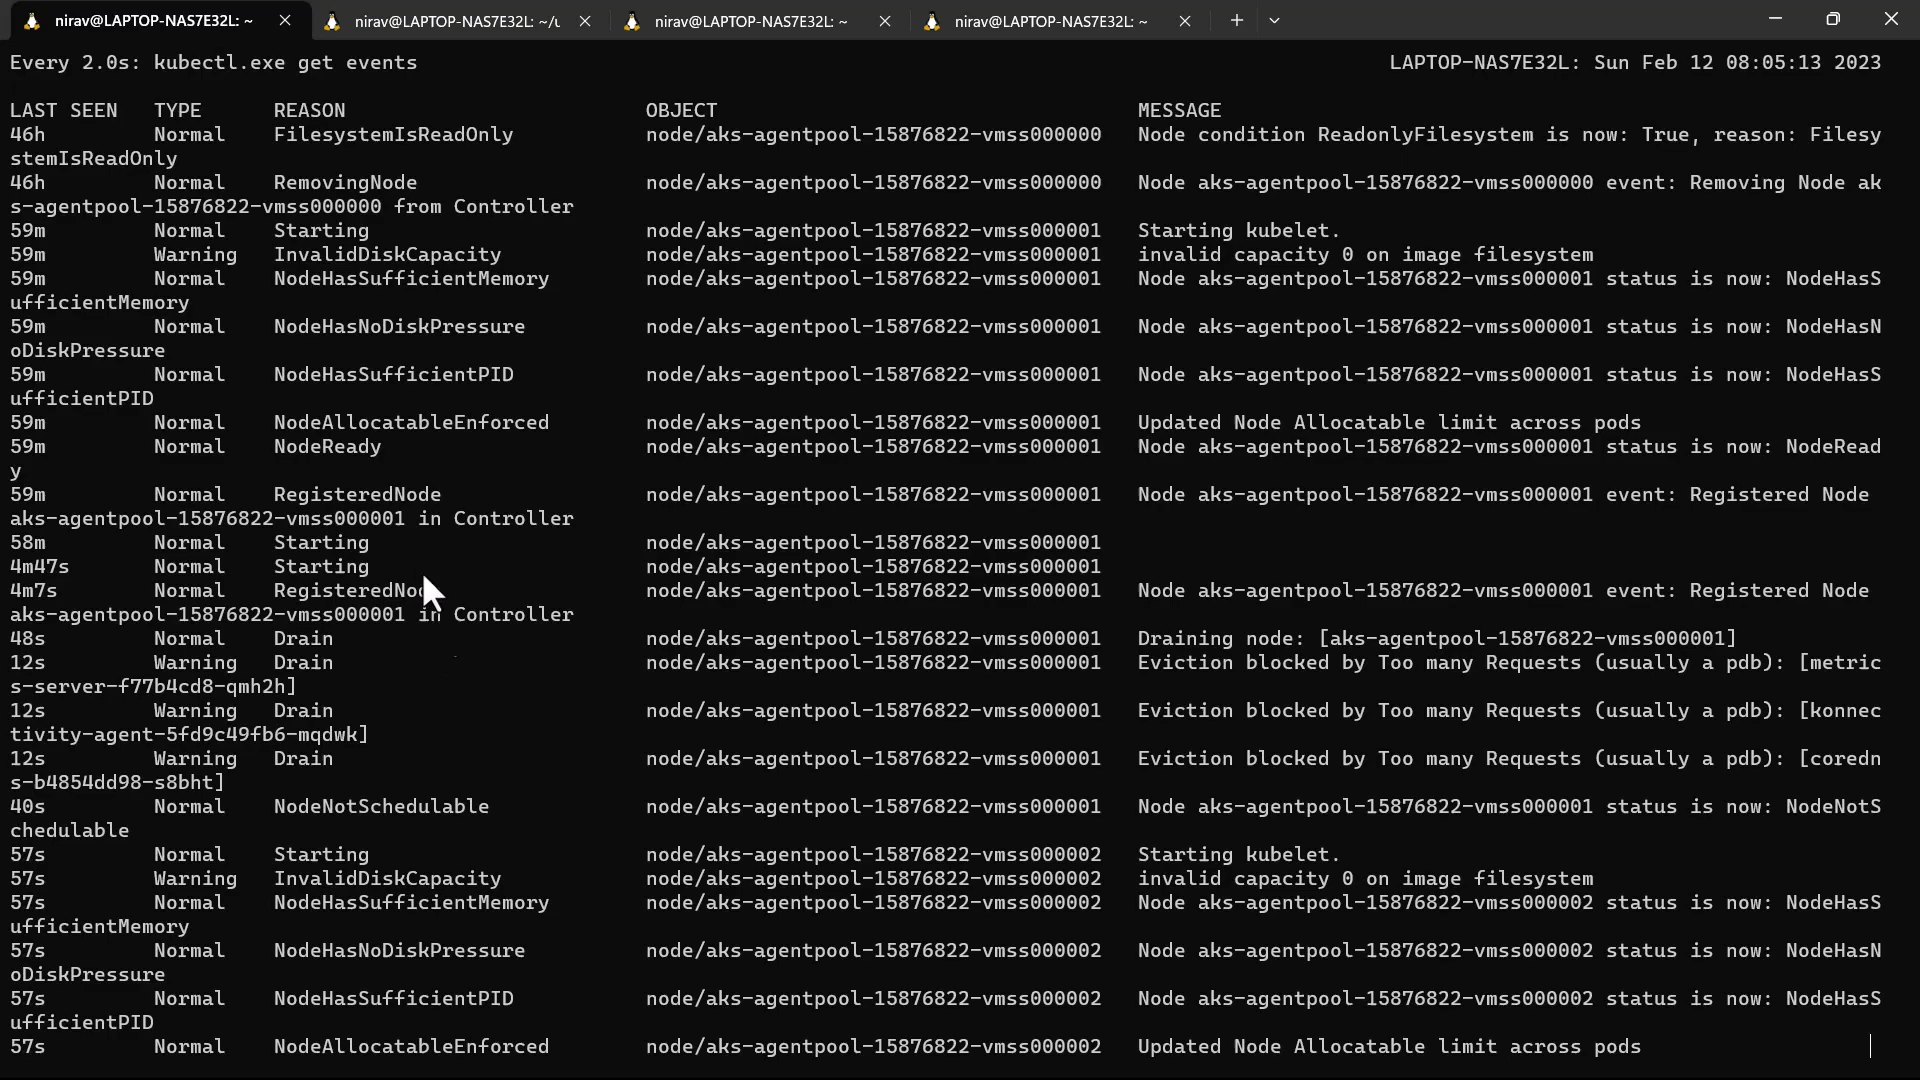 nirav@LAPTOP-NAS7E32L: ~ nirav@LAPTOP-NAS7E32L: ~/u nirav@LAPTOP-NAS7E32L: ~ nirav@LAPTOP-NAS7E32L: ~
Every 2.0s: kubectl.exe get events LAPTOP-NAS7E32L: Sun Feb 12 08:05:13 2023
LAST SEEN TYPE REASON OBJECT MESSAGE
46h Normal FilesystemIsReadOnly node/aks-agentpool-15876822-vmss000000 Node condition ReadonlyFilesystem is now: True, reason: Filesy
stemIsReadOnly
46h Normal RemovingNode node/aks-agentpool-15876822-vmss000000 Node aks-agentpool-15876822-vmss000000 event: Removing Node ak
s-agentpool-15876822-vmss000000 from Controller
59m Normal Starting node/aks-agentpool-15876822-vmss000001 Starting kubelet.
59m Warning InvalidDiskCapacity node/aks-agentpool-15876822-vmss000001 invalid capacity 0 on image filesystem
59m Normal NodeHasSufficientMemory node/aks-agentpool-15876822-vmss000001 Node aks-agentpool-15876822-vmss000001 status is now: NodeHasS
ufficientMemory
59m Normal NodeHasNoDiskPressure node/aks-agentpool-15876822-vmss000001 Node aks-agentpool-15876822-vmss000001 status is now: NodeHasN
oDiskPressure
59m Normal NodeHasSufficientPID node/aks-agentpool-15876822-vmss000001 Node aks-agentpool-15876822-vmss000001 status is now: NodeHasS
ufficientPID
59m Normal NodeAllocatableEnforced node/aks-agentpool-15876822-vmss000001 Updated Node Allocatable limit across pods
59m Normal NodeReady node/aks-agentpool-15876822-vmss000001 Node aks-agentpool-15876822-vmss000001 status is now: NodeRead
y
59m Normal RegisteredNode node/aks-agentpool-15876822-vmss000001 Node aks-agentpool-15876822-vmss000001 event: Registered Node
aks-agentpool-15876822-vmss000001 in Controller
58m Normal Starting node/aks-agentpool-15876822-vmss000001
4m47s Normal Starting node/aks-agentpool-15876822-vmss000001
4m7s Normal RegisteredNode node/aks-agentpool-15876822-vmss000001 Node aks-agentpool-15876822-vmss000001 event: Registered Node
aks-agentpool-15876822-vmss000001 in Controller
48s Normal Drain node/aks-agentpool-15876822-vmss000001 Draining node: [aks-agentpool-15876822-vmss000001]
12s Warning Drain node/aks-agentpool-15876822-vmss000001 Eviction blocked by Too many Requests (usually a pdb): [metric
s-server-f77b4cd8-qmh2h]
12s Warning Drain node/aks-agentpool-15876822-vmss000001 Eviction blocked by Too many Requests (usually a pdb): [konnec
tivity-agent-5fd9c49fb6-mqdwk]
12s Warning Drain node/aks-agentpool-15876822-vmss000001 Eviction blocked by Too many Requests (usually a pdb): [coredn
s-b4854dd98-s8bht]
40s Normal NodeNotSchedulable node/aks-agentpool-15876822-vmss000001 Node aks-agentpool-15876822-vmss000001 status is now: NodeNotS
chedulable
57s Normal Starting node/aks-agentpool-15876822-vmss000002 Starting kubelet.
57s Warning InvalidDiskCapacity node/aks-agentpool-15876822-vmss000002 invalid capacity 0 on image filesystem
57s Normal NodeHasSufficientMemory node/aks-agentpool-15876822-vmss000002 Node aks-agentpool-15876822-vmss000002 status is now: NodeHasS
ufficientMemory
57s Normal NodeHasNoDiskPressure node/aks-agentpool-15876822-vmss000002 Node aks-agentpool-15876822-vmss000002 status is now: NodeHasN
oDiskPressure
57s Normal NodeHasSufficientPID node/aks-agentpool-15876822-vmss000002 Node aks-agentpool-15876822-vmss000002 status is now: NodeHasS
ufficientPID
57s Normal NodeAllocatableEnforced node/aks-agentpool-15876822-vmss000002 Updated Node Allocatable limit across pods